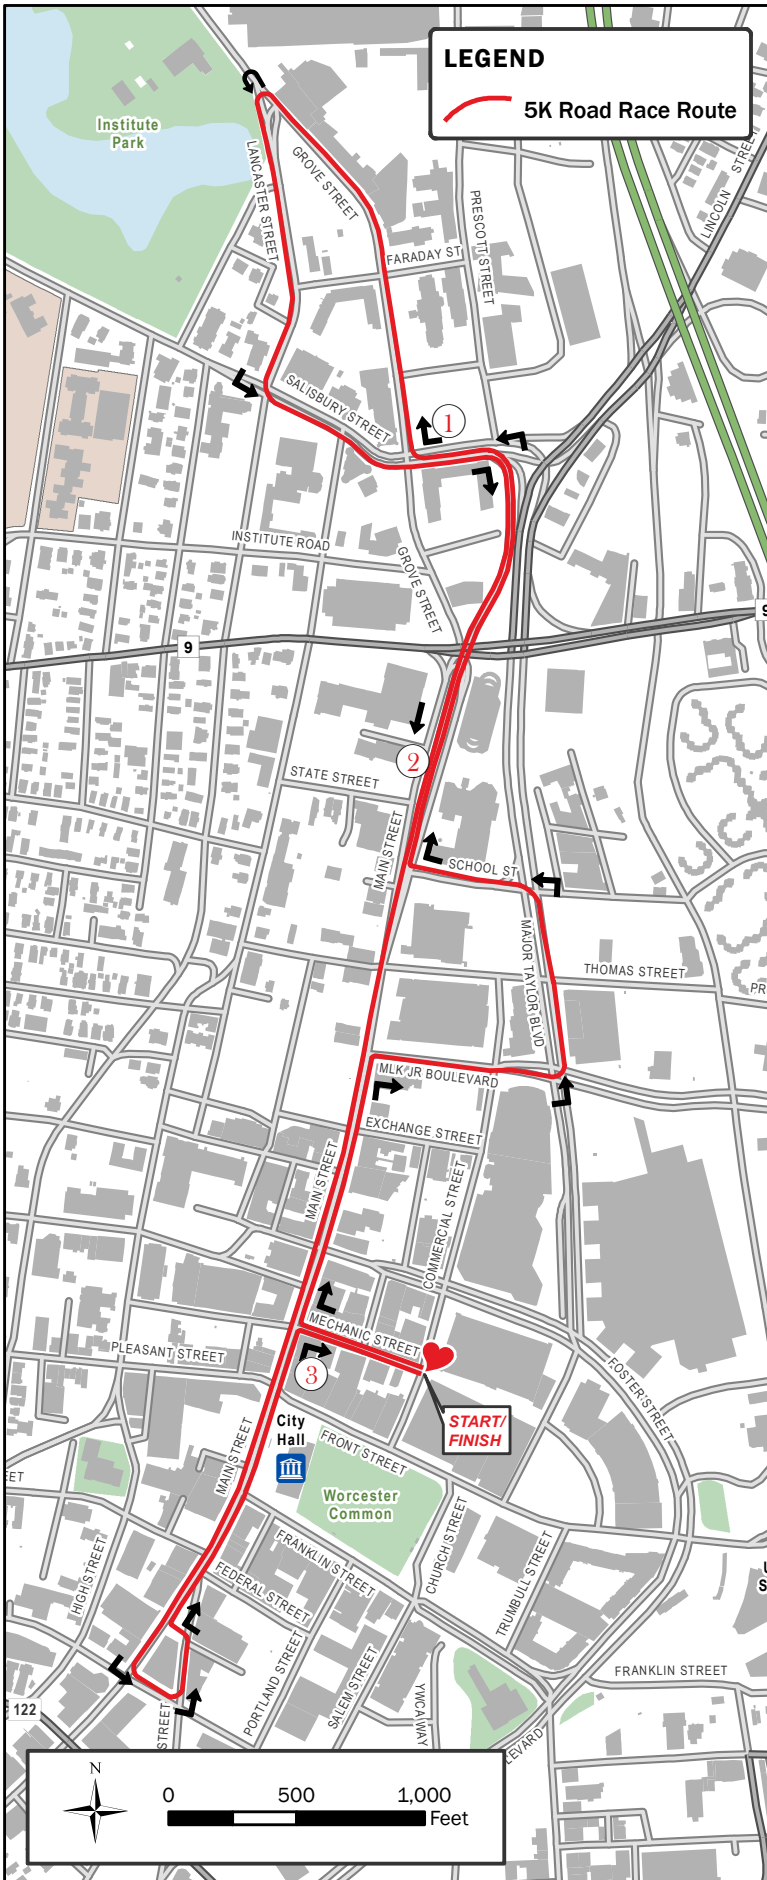 LEGEND
5K Road Race Route
Institute
Park
LANCASTER STREET
GROVE STREET
PRESCOTT STREET
LINCOLN STREET
FARADAY ST
SALISBURY STREET
1
INSTITUTE ROAD
GROVE STREET
9
9
2
STATE STREET
MAIN STREET
SCHOOL ST
MAJOR TAYLOR BLVD
THOMAS STREET
PR
MLK JR BOULEVARD
EXCHANGE STREET
MAIN STREET
COMMERCIAL STREET
MECHANIC STREET
PLEASANT STREET
3
FOSTER STREET
START/
FINISH
City
Hall
FRONT STREET
MAIN STREET
Worcester
Common
EET
CHURCH STREET
FRANKLIN STREET
TRUMBULL STREET
HIGH STREET
FEDERAL STREET
U
S
PORTLAND STREET
SALEM STREET
YWCA WAY
FRANKLIN STREET
122
STREET
LEVARD
N
0 500 1,000
Feet